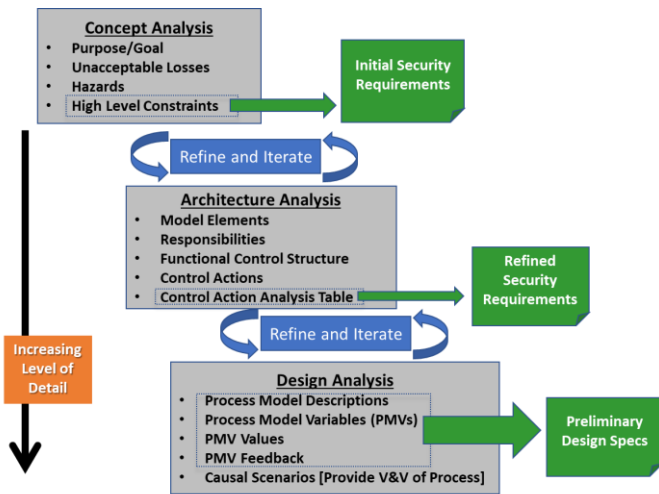 Concept Analysis
• Purpose/Goal
• Unacceptable Losses
• Hazards
• High Level Constraints
Initial Security
Requirements
Refine and Iterate
Architecture Analysis
• Model Elements
• Responsibilities
• Functional Control Structure
• Control Actions
• Control Action Analysis Table
Refined
Security
Requirements
Refine and Iterate
Increasing
Level of
Detail
Design Analysis
• Process Model Descriptions
• Process Model Variables (PMVs)
• PMV Values
• PMV Feedback
• Causal Scenarios [Provide V&V of Process]
Preliminary
Design Specs